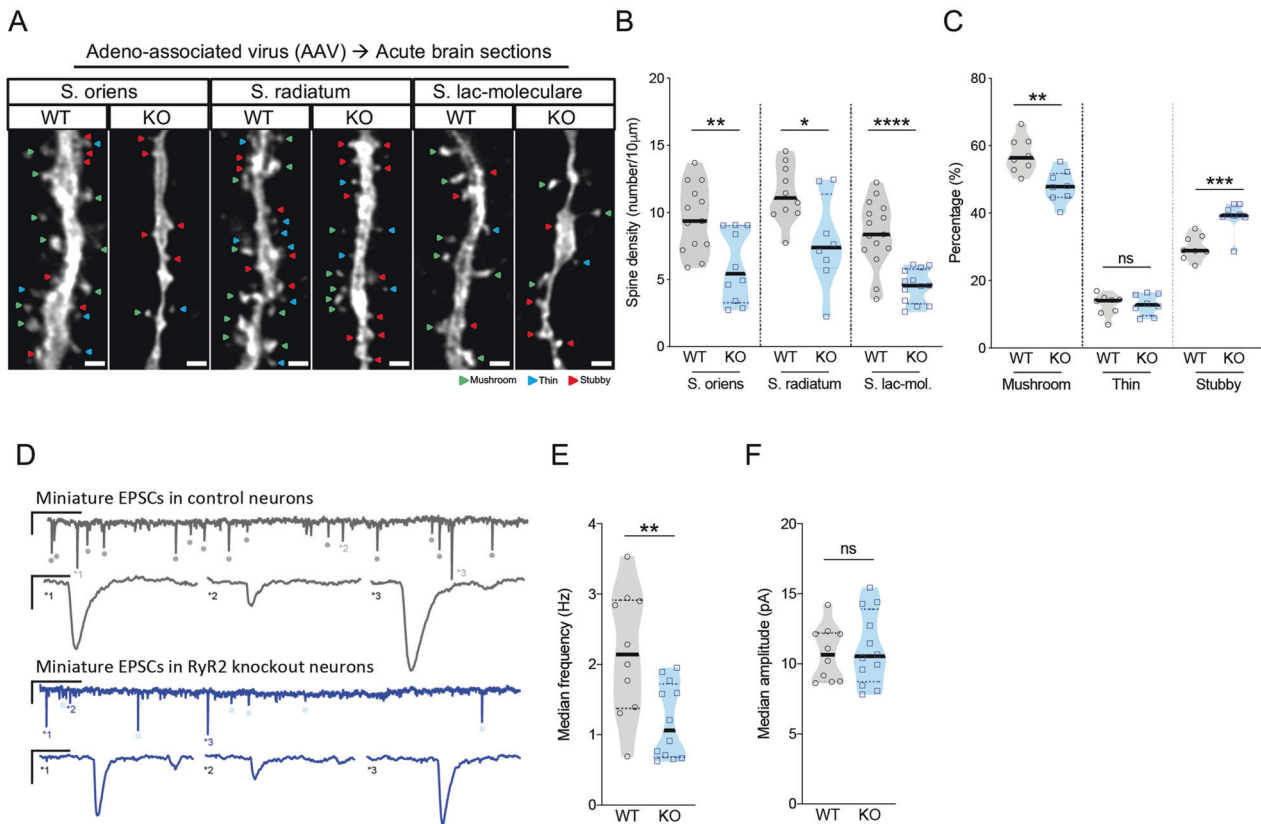 A
Adeno-associated virus (AAV) → Acute brain sections
S. oriens S. radiatum S. lac-moleculare
WT KO WT KO WT KO
Mushroom Thin Stubby
B
Spine density (number/10μm)
20
15
10
5
0
** * ****
WT KO WT KO WT KO
S. oriens S. radiatum S. lac-mol.
C
Percentage (%)
80
60
40
20
0
** ns ***
WT KO WT KO WT KO
Mushroom Thin Stubby
D
Miniature EPSCs in control neurons
*1 *2 *3
*1 *2 *3
Miniature EPSCs in RyR2 knockout neurons
*1 *2 *3
*1 *2 *3
E
Median frequency (Hz)
4
3
2
1
0
**
WT KO
F
Median amplitude (pA)
20
15
10
5
0
ns
WT KO